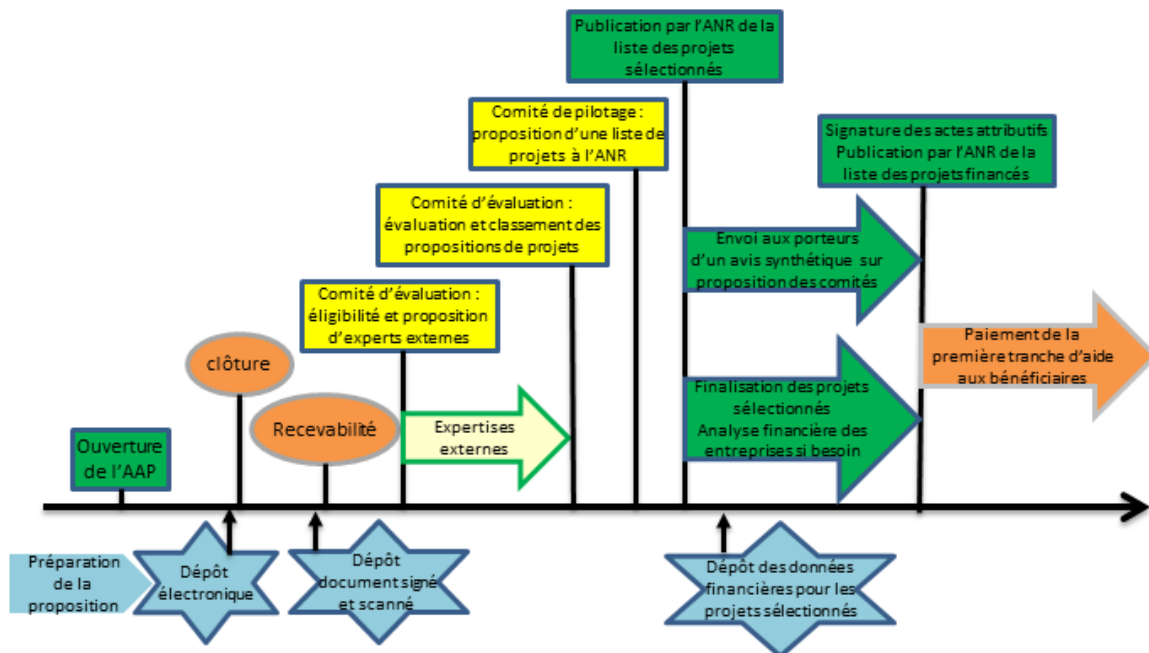 Publication par l'ANR de la
liste des projets
sélectionnés
Comité de pilotage :
proposition d'une liste de
projets à l'ANR
Signature des actes attributifs
Publication par l'ANR de la
liste des projets financés
Comité d'évaluation :
évaluation et classement des
propositions de projets
Envoi aux porteurs
d'un avis synthétique sur
proposition des comités
Comité d'évaluation :
éligibilité et proposition
d'experts externes
clôture
Paiement de la
première tranche d'aide
aux bénéficiaires
Finalisation des projets
sélectionnés
Analyse financière des
entreprises si besoin
Recevabilité
Expertises
externes
Ouverture
de l'AAP
Préparation
de la
proposition
Dépôt
électronique
Dépôt
document signé
et scanné
Dépôt des données
financières pour les
projets sélectionnés